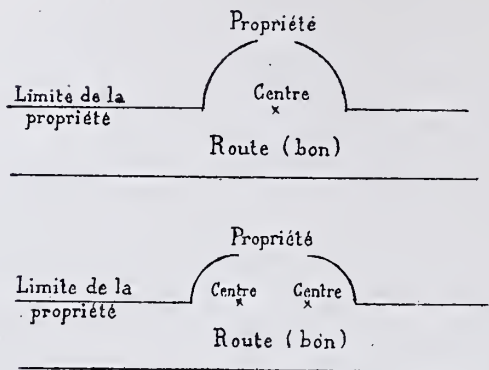 Propriété
Limite de la
propriété
Centre
Route (bon)
Propriété
Limite de la
propriété
Centre Centre
Route (bon)